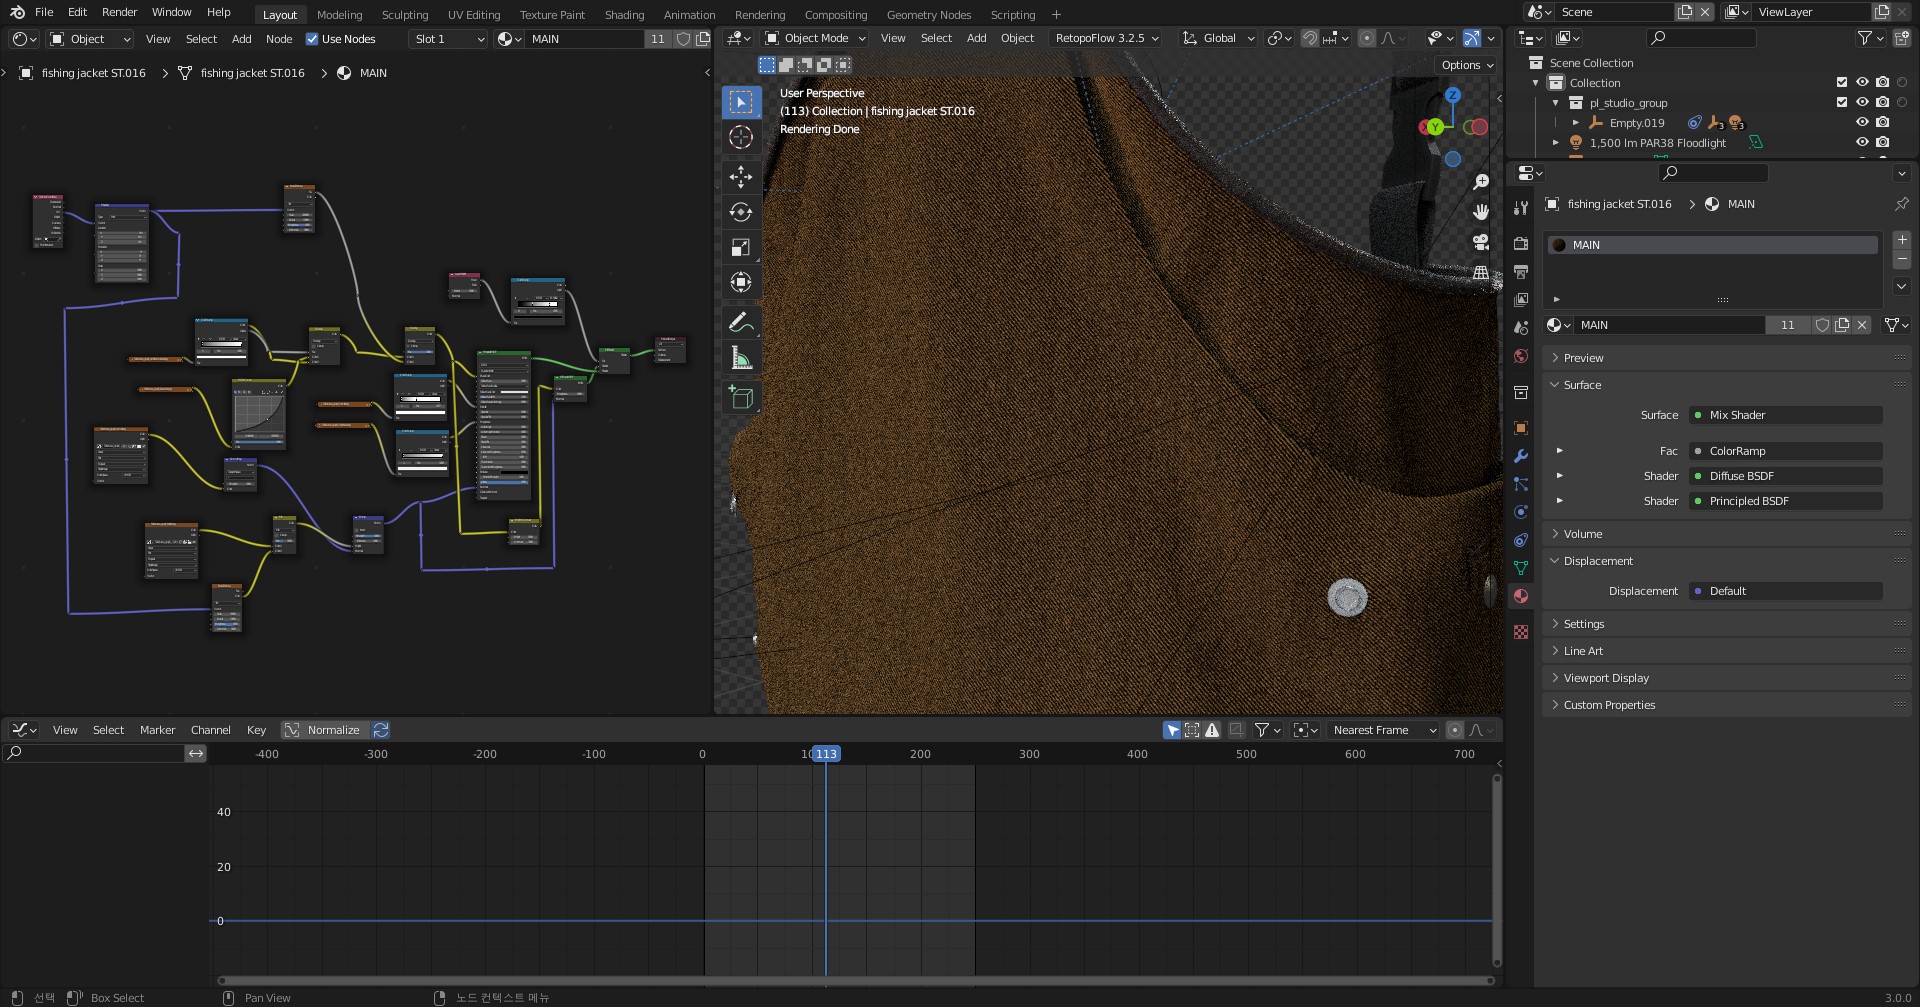 File Edit Render Window Help Layout Modeling Sculpting UV Editing Texture Paint Shading Animation Rendering Compositing Geometry Nodes Scripting + Scene ViewLayer
Object View Select Add Node Use Nodes Slot 1 MAIN 11
Object Mode View Select Add Object RetopoFlow 3.2.5 Global
fishing jacket ST.016 > fishing jacket ST.016 > MAIN
Options
User Perspective
(113) Collection | fishing jacket ST.016
Rendering Done
Z
Y
X
Scene Collection
Collection
pl_studio_group
Empty.019 3 3
1,500 lm PAR38 Floodlight
fishing jacket ST.016 > MAIN
MAIN
MAIN 11
Preview
Surface
Surface Mix Shader
Fac ColorRamp
Shader Diffuse BSDF
Shader Principled BSDF
Volume
Displacement
Displacement Default
Settings
Line Art
Viewport Display
Custom Properties
View Select Marker Channel Key Normalize Nearest Frame
-400 -300 -200 -100 0 113 200 300 400 500 600 700
40
20
0
선택 Box Select Pan View 노드 컨텍스트 메뉴 3.0.0